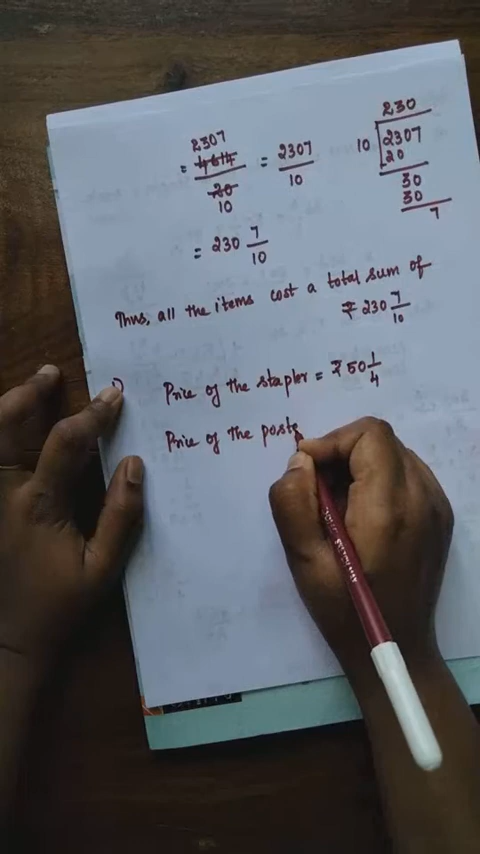 2307
= 4614 = 2307
20 10
10
230
10 2307
20
30
30
7
= 230 7/10
Thus, all the items cost a total sum of
₹ 230 7/10
Price of the stapler = ₹50 1/4
Price of the poste